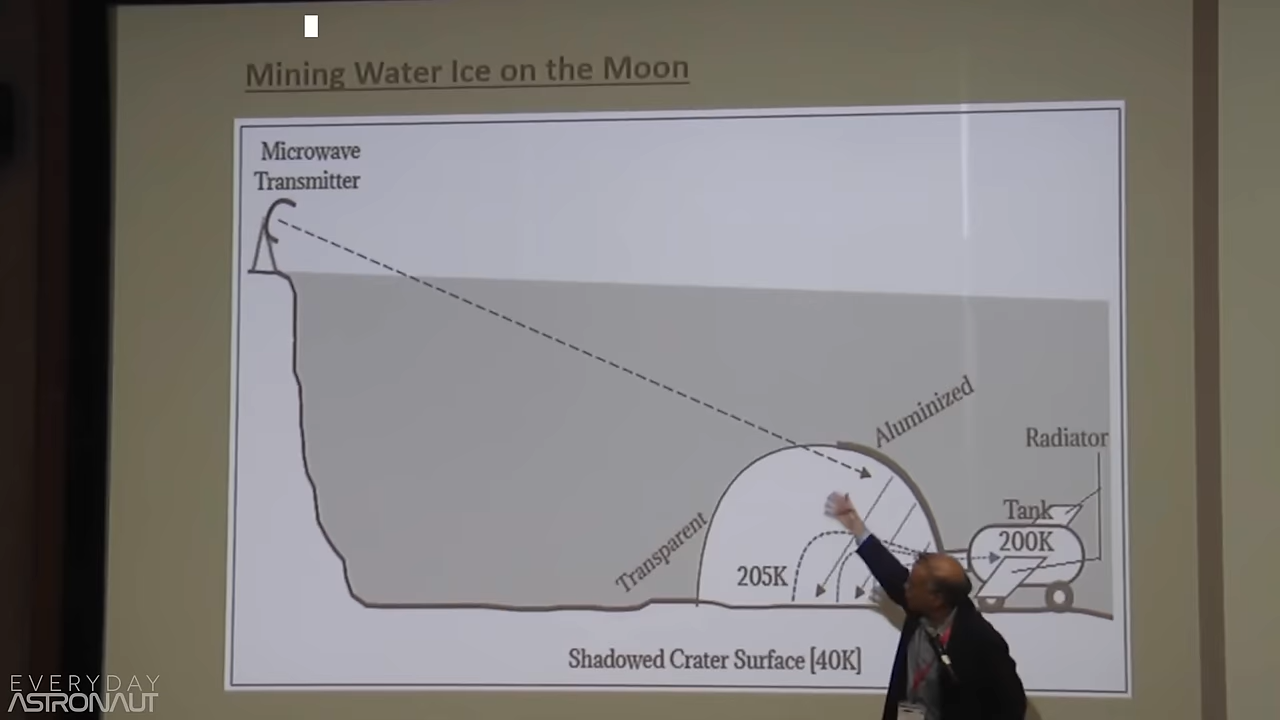 Mining Water Ice on the Moon
Microwave
Transmitter
Aluminized
Radiator
Tank
200K
Transparent
205K
Shadowed Crater Surface [40K]
EVERYDAY
ASTRONAUT